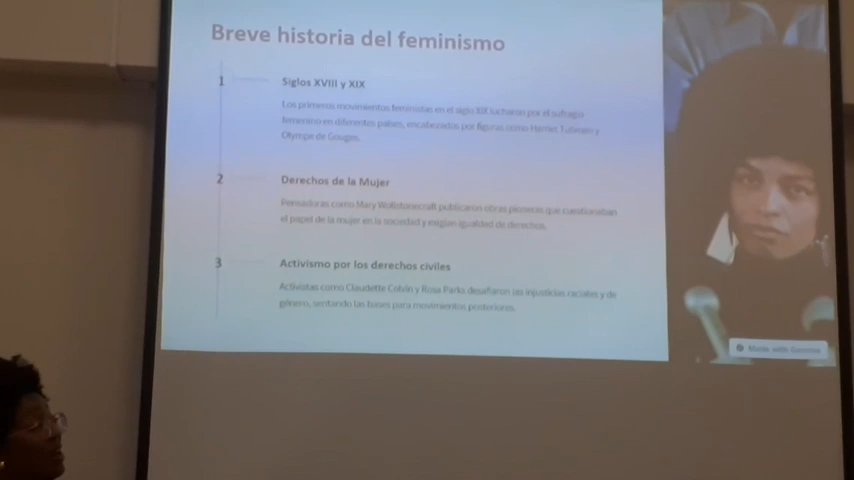 Breve historia del feminismo
1
Siglos XVIII y XIX
Los primeros movimientos feministas en el siglo XIX lucharon por el sufragio
femenino en diferentes países, encabezados por figuras como Harriet Tubman y
Olympe de Gouges.
2
Derechos de la Mujer
Pensadoras como Mary Wollstonecraft publicaron obras pioneras que cuestionaban
el papel de la mujer en la sociedad y exigían igualdad de derechos.
3
Activismo por los derechos civiles
Activistas como Claudette Colvin y Rosa Parks desafiaron las injusticias raciales y de
género, sentando las bases para movimientos posteriores.
Made with Gamma